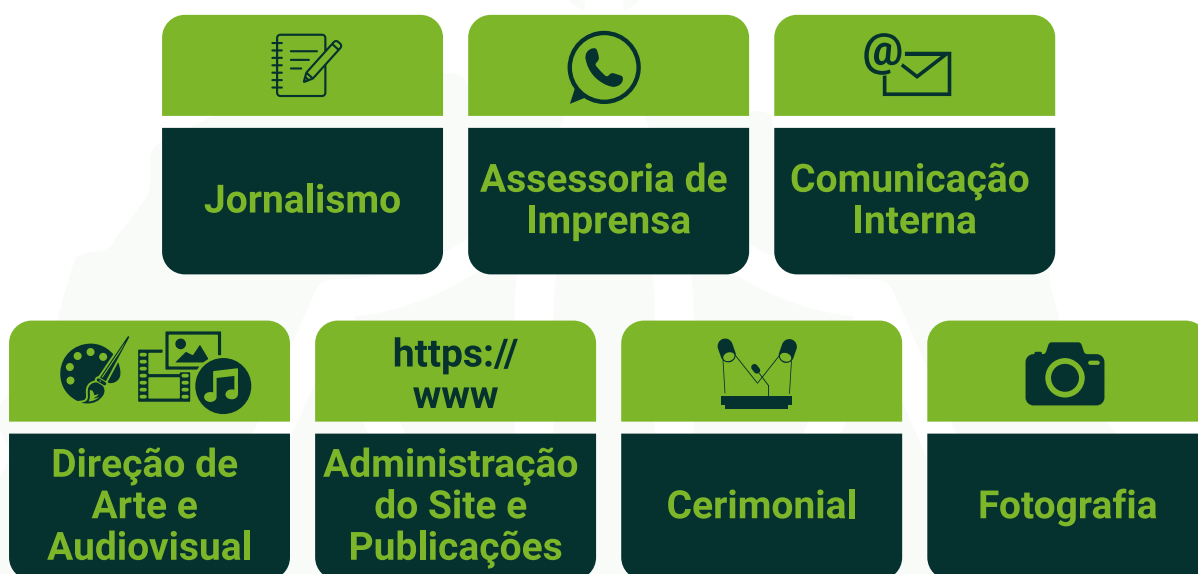 @
Jornalismo
Assessoria de
Imprensa
Comunicação
Interna
https://
www
Direção de
Arte e
Audiovisual
Administração
do Site e
Publicações
Cerimonial
Fotografia